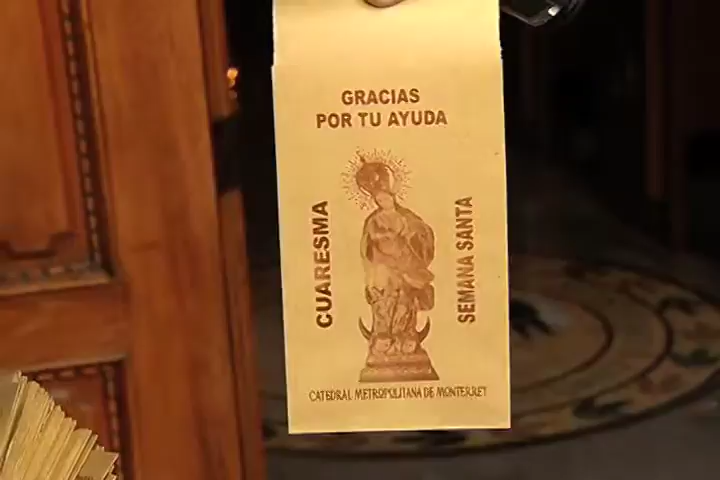 GRACIAS
POR TU AYUDA
CUARESMA
SEMANA SANTA
CATEDRAL METROPOLITANA DE MONTERREY